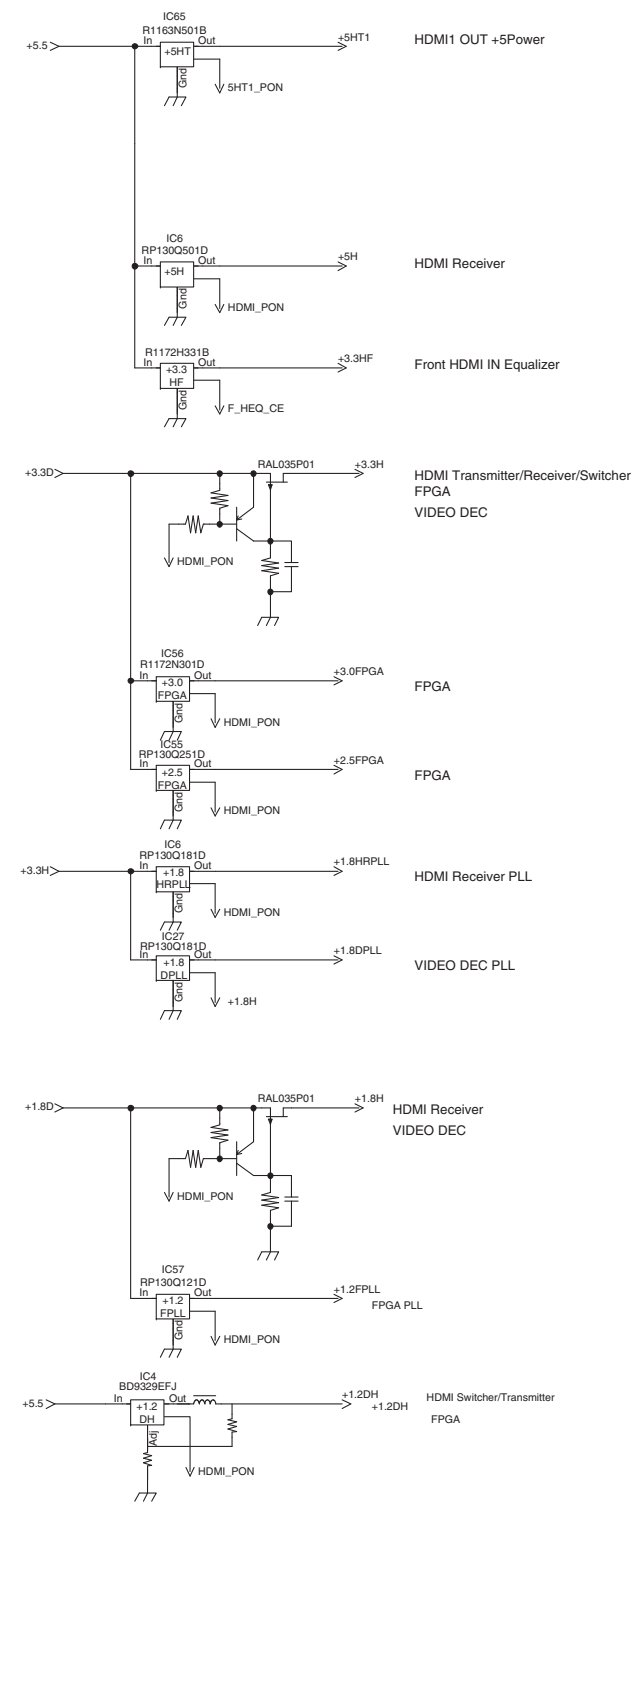 IC65
R1163N501B
+5.5 In +5HT Out +5HT1 HDMI1 OUT +5Power
Gnd
5HT1_PON
IC6
RP130Q501D
In +5H Out +5H HDMI Receiver
Gnd
HDMI_PON
R1172H331B
In +3.3 Out +3.3HF Front HDMI IN Equalizer
HF
Gnd
F_HEQ_CE
+3.3D RAL035P01 +3.3H HDMI Transmitter/Receiver/Switcher
FPGA
VIDEO DEC
HDMI_PON
IC56
R1172N301D
In +3.0 Out +3.0FPGA FPGA
FPGA
Gnd
HDMI_PON
IC55
RP130Q251D
In +2.5 Out +2.5FPGA FPGA
FPGA
Gnd
HDMI_PON
IC6
RP130Q181D
+3.3H In +1.8 Out +1.8HRPLL HDMI Receiver PLL
HRPLL
Gnd
HDMI_PON
IC27
RP130Q181D
In +1.8 Out +1.8DPLL VIDEO DEC PLL
DPLL
Gnd
+1.8H
+1.8D RAL035P01 +1.8H HDMI Receiver
VIDEO DEC
HDMI_PON
IC57
RP130Q121D
In +1.2 Out +1.2FPLL
FPLL FPGA PLL
Gnd
HDMI_PON
IC4
BD9329EFJ
+5.5 In +1.2 Out +1.2DH HDMI Switcher/Transmitter
+1.2DH
DH FPGA
Adj
HDMI_PON